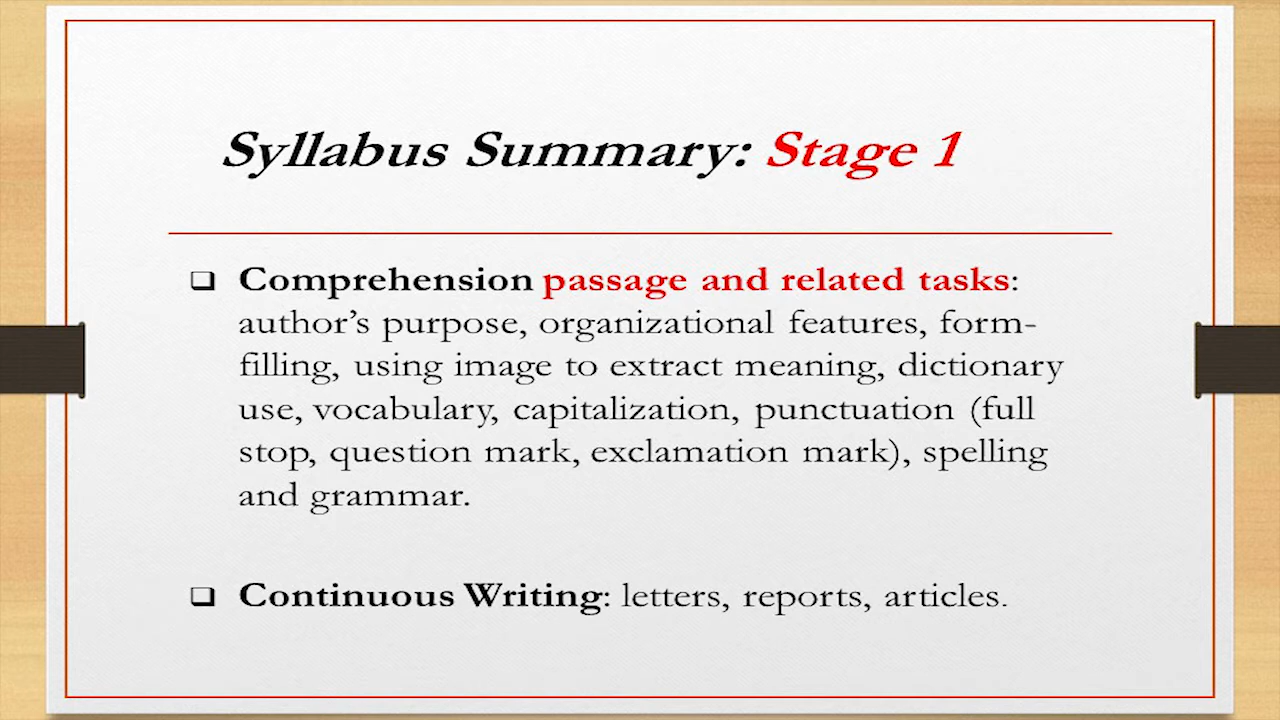 Syllabus Summary: Stage 1
❑ Comprehension passage and related tasks:
author’s purpose, organizational features, form-
filling, using image to extract meaning, dictionary
use, vocabulary, capitalization, punctuation (full
stop, question mark, exclamation mark), spelling
and grammar.
❑ Continuous Writing: letters, reports, articles.